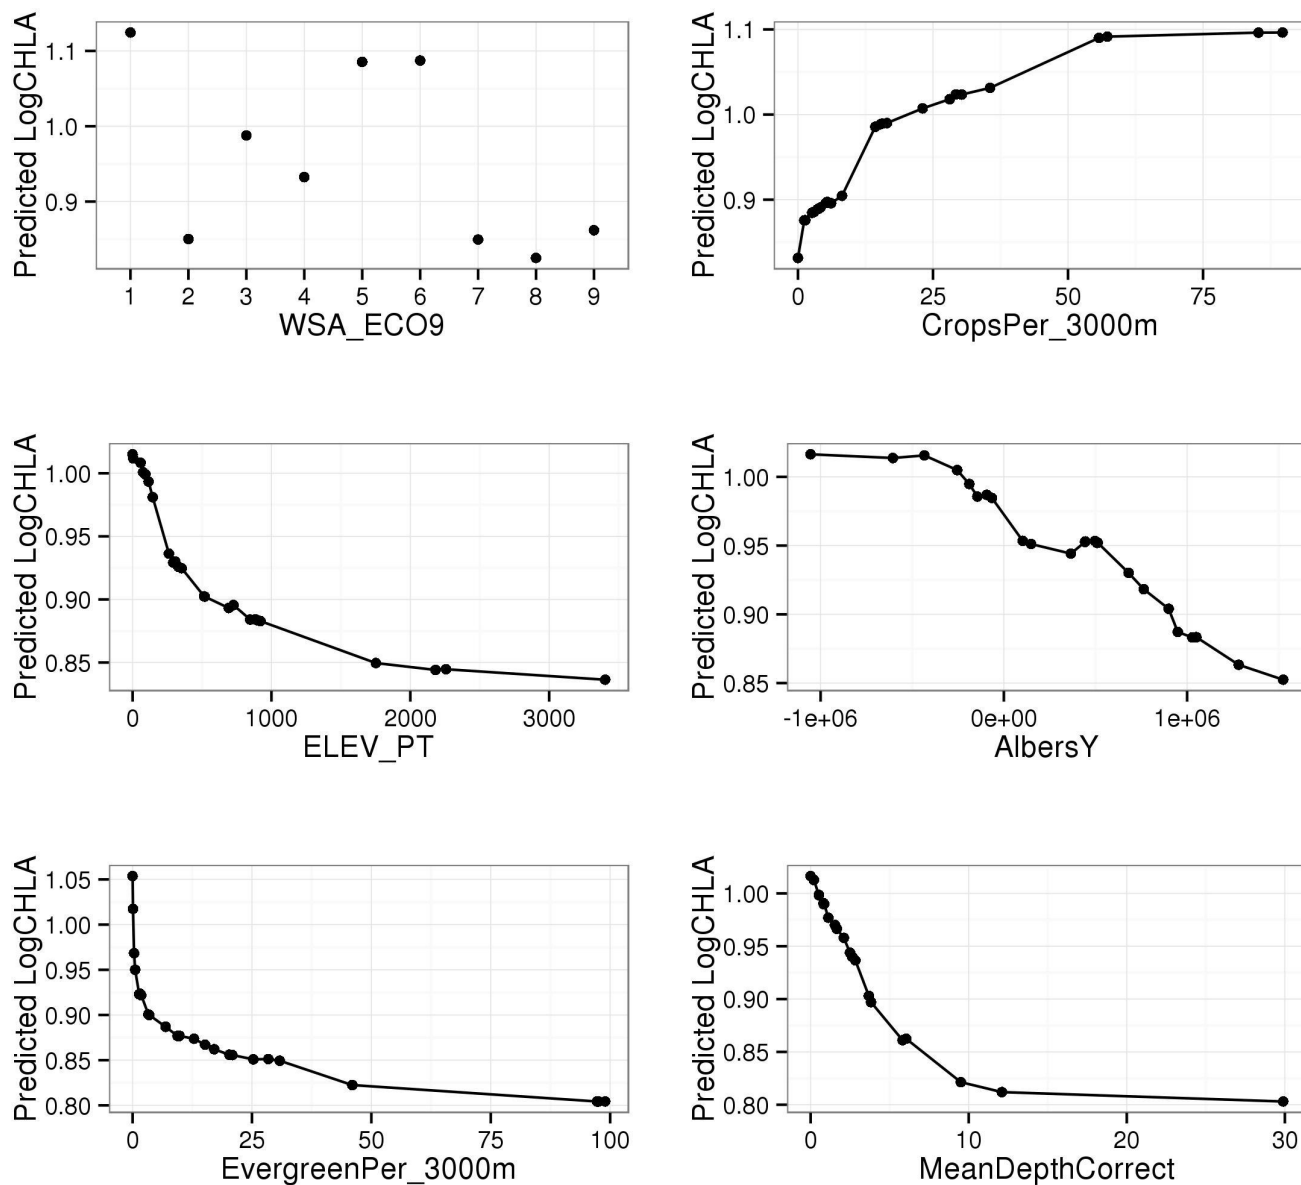 Predicted LogCHLA
1.1
1.0
0.9
1 2 3 4 5 6 7 8 9
WSA_ECO9
Predicted LogCHLA
1.1
1.0
0.9
0 25 50 75
CropsPer_3000m
Predicted LogCHLA
1.00
0.95
0.90
0.85
0 1000 2000 3000
ELEV_PT
Predicted LogCHLA
1.00
0.95
0.90
0.85
-1e+06 0e+00 1e+06
AlbersY
Predicted LogCHLA
1.05
1.00
0.95
0.90
0.85
0.80
0 25 50 75 100
EvergreenPer_3000m
Predicted LogCHLA
1.00
0.95
0.90
0.85
0.80
0 10 20 30
MeanDepthCorrect